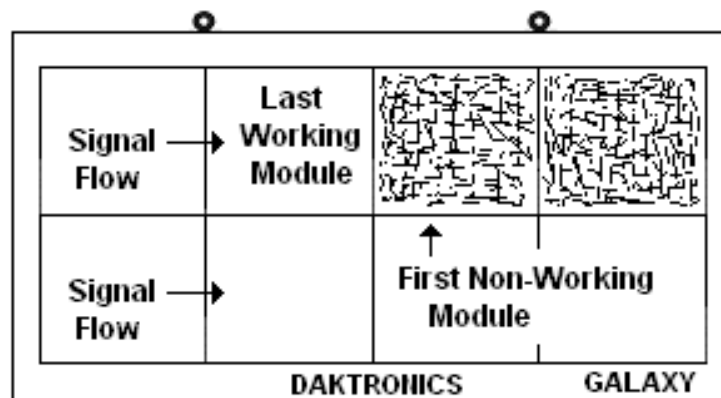 Signal
Flow
Last
Working
Module
Signal
Flow
First Non-Working
Module
DAKTRONICS
GALAXY